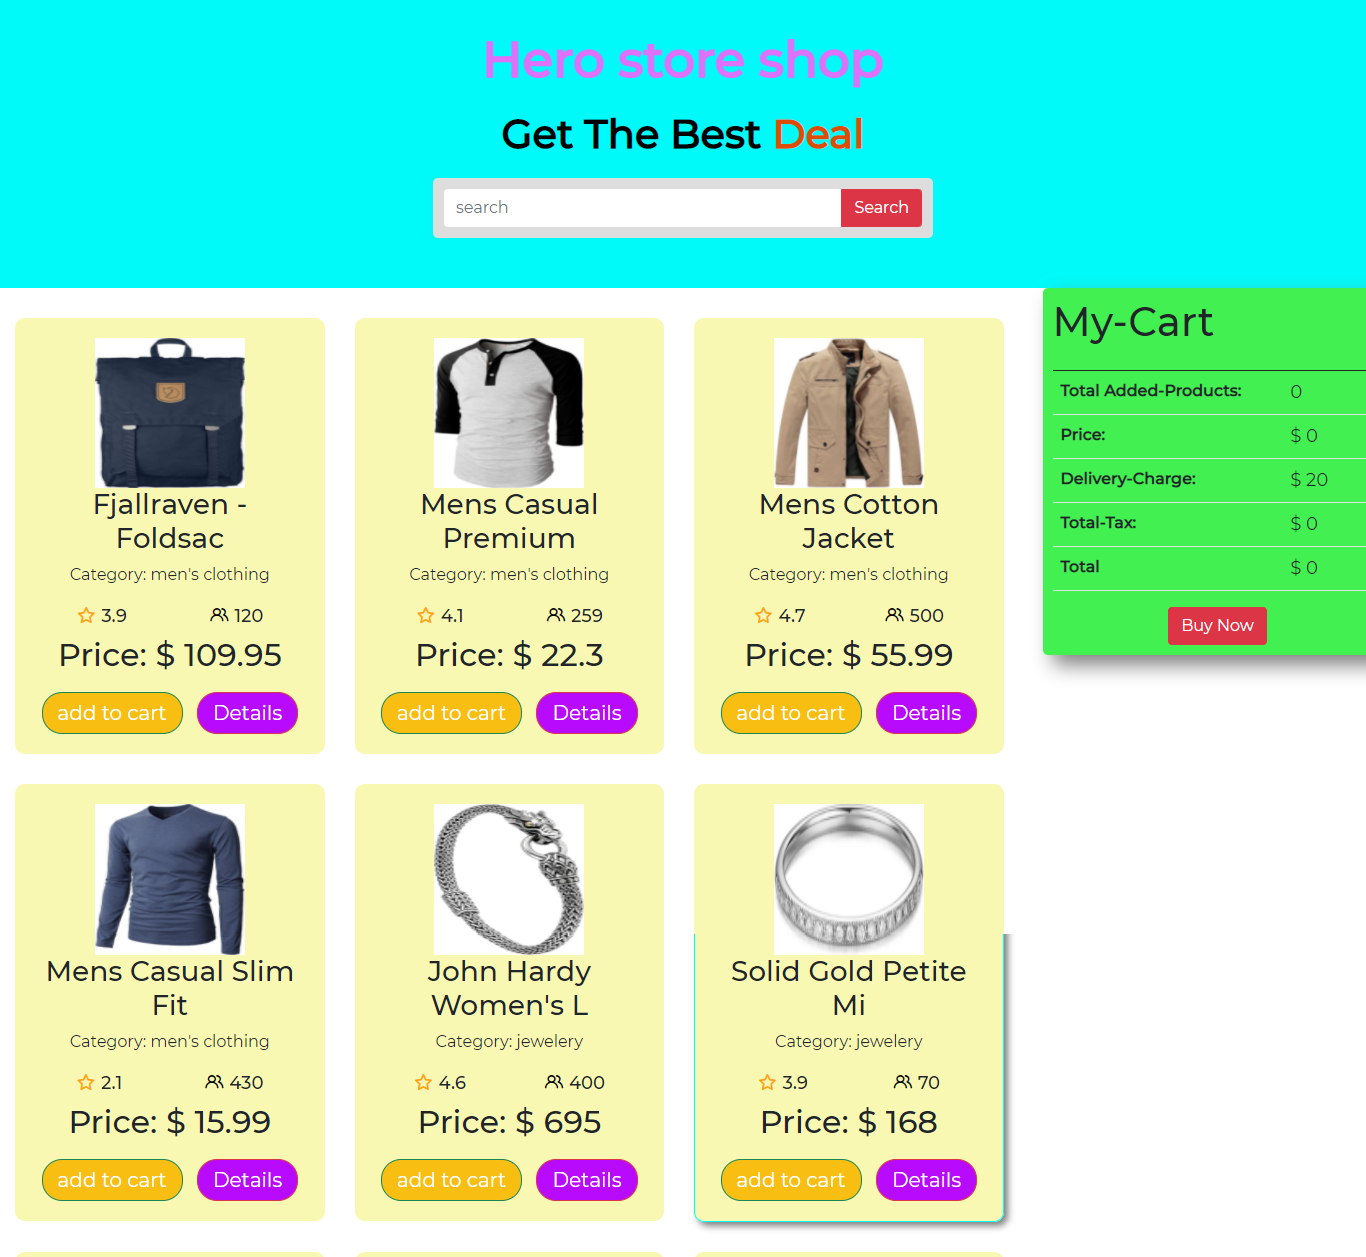 Hero store shop
Get The Best Deal
search Search
My-Cart
Total Added-Products: 0
Price: $ 0
Delivery-Charge: $ 20
Total-Tax: $ 0
Total $ 0
Buy Now
Fjallraven -
Foldsac
Category: men's clothing
3.9 120
Price: $ 109.95
add to cart Details
Mens Casual
Premium
Category: men's clothing
4.1 259
Price: $ 22.3
add to cart Details
Mens Cotton
Jacket
Category: men's clothing
4.7 500
Price: $ 55.99
add to cart Details
Mens Casual Slim
Fit
Category: men's clothing
2.1 430
Price: $ 15.99
add to cart Details
John Hardy
Women's L
Category: jewelery
4.6 400
Price: $ 695
add to cart Details
Solid Gold Petite
Mi
Category: jewelery
3.9 70
Price: $ 168
add to cart Details